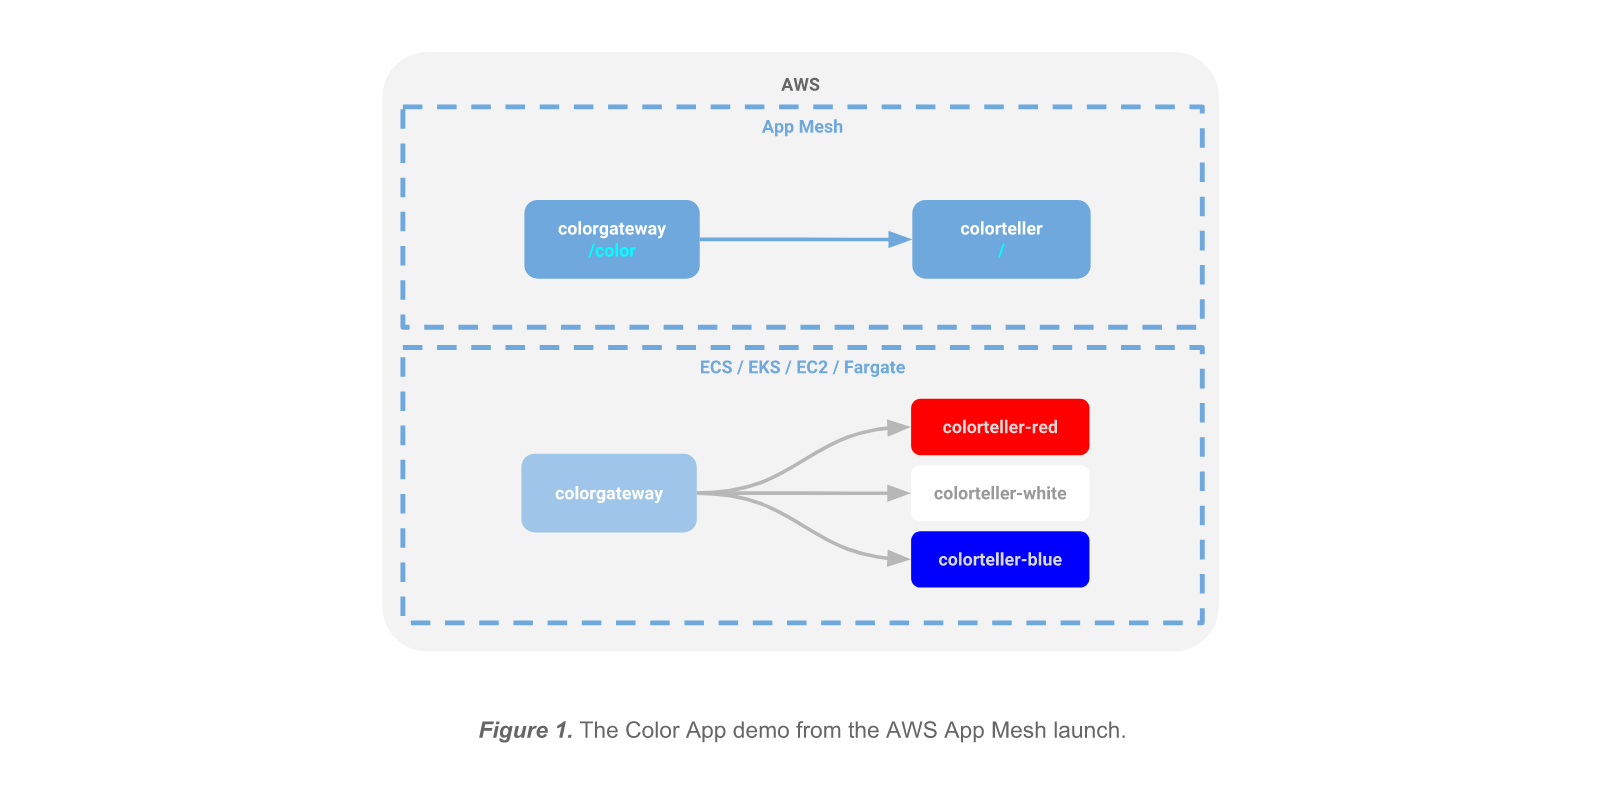 AWS
App Mesh
colorgateway
/color
colorteller
/
ECS / EKS / EC2 / Fargate
colorgateway
colorteller-red
colorteller-white
colorteller-blue
Figure 1. The Color App demo from the AWS App Mesh launch.